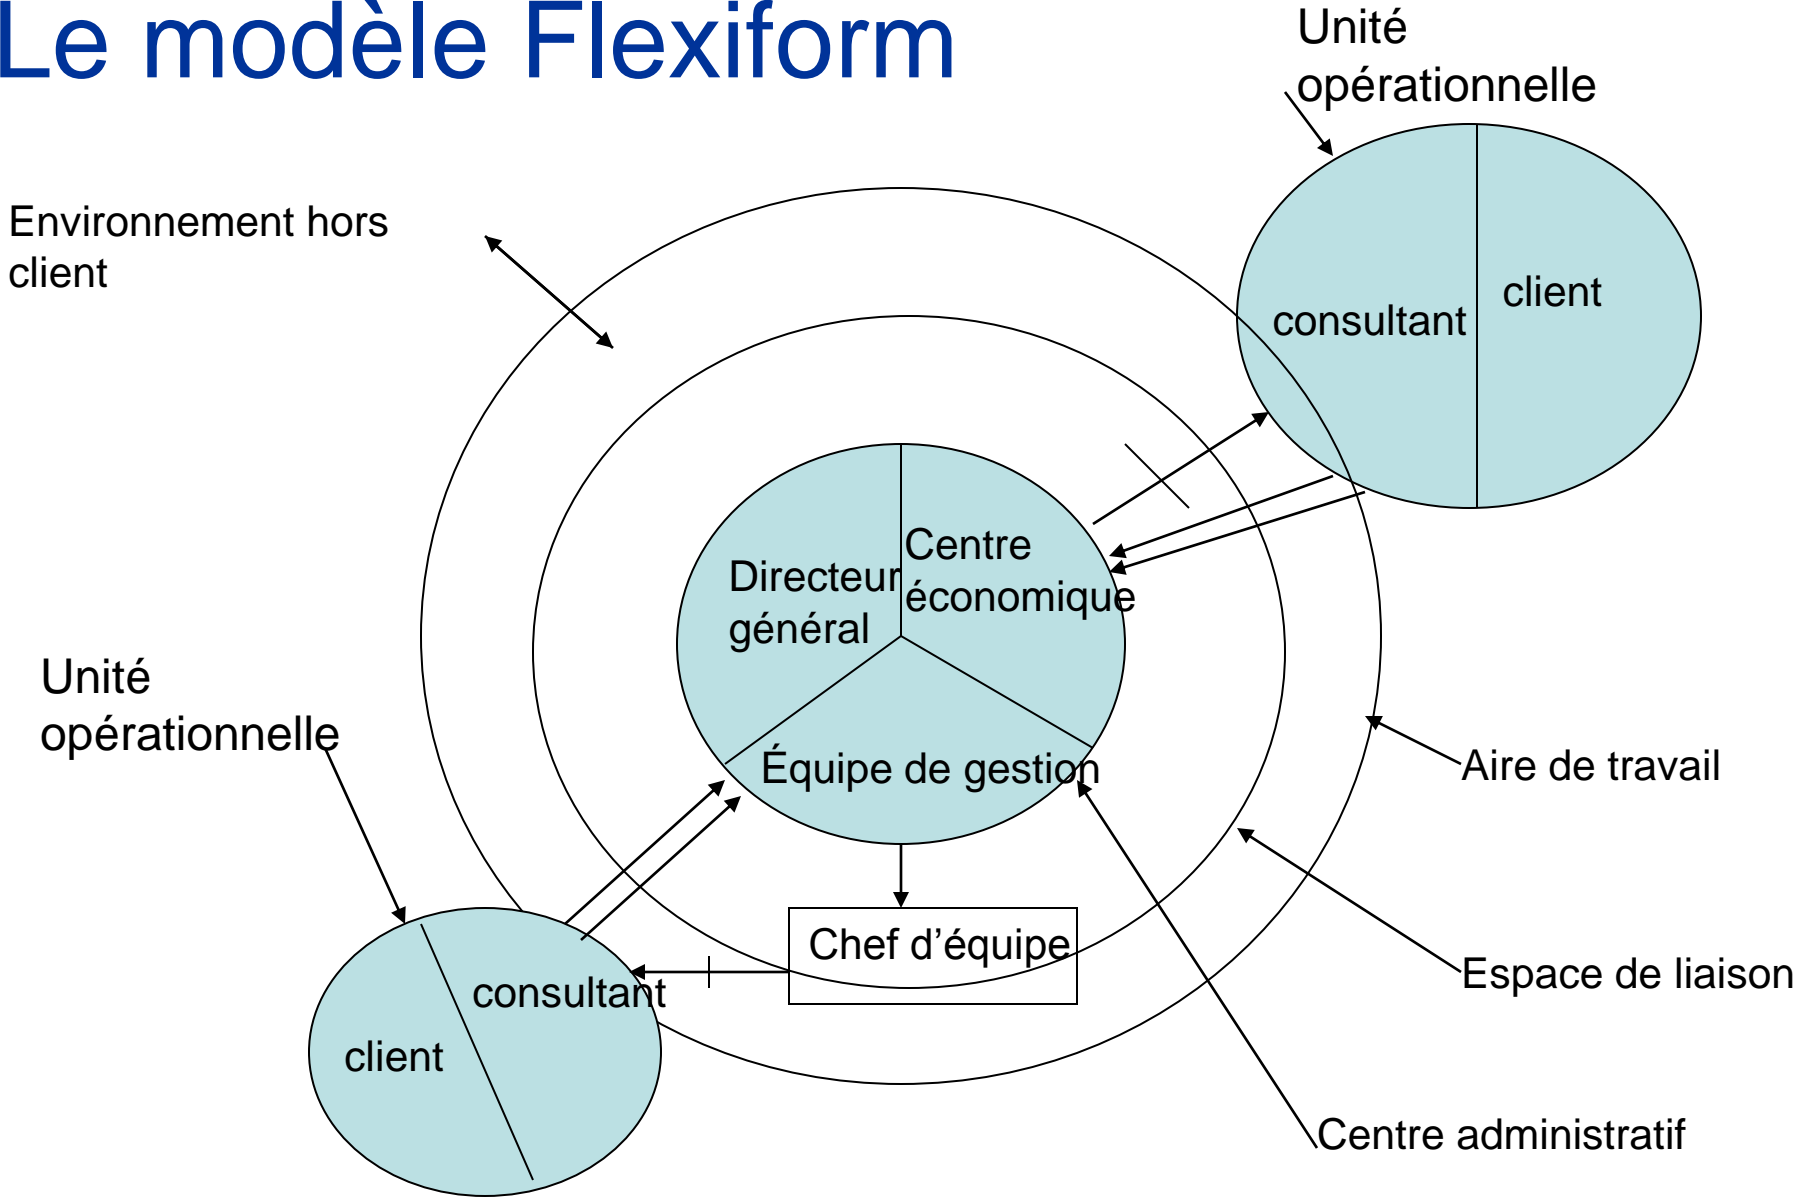 Le modèle Flexiform
Unité
opérationnelle
Environnement hors
client
consultant
client
Directeur
général
Centre
économique
Équipe de gestion
Unité
opérationnelle
Aire de travail
Chef d’équipe
Espace de liaison
consultant
client
Centre administratif